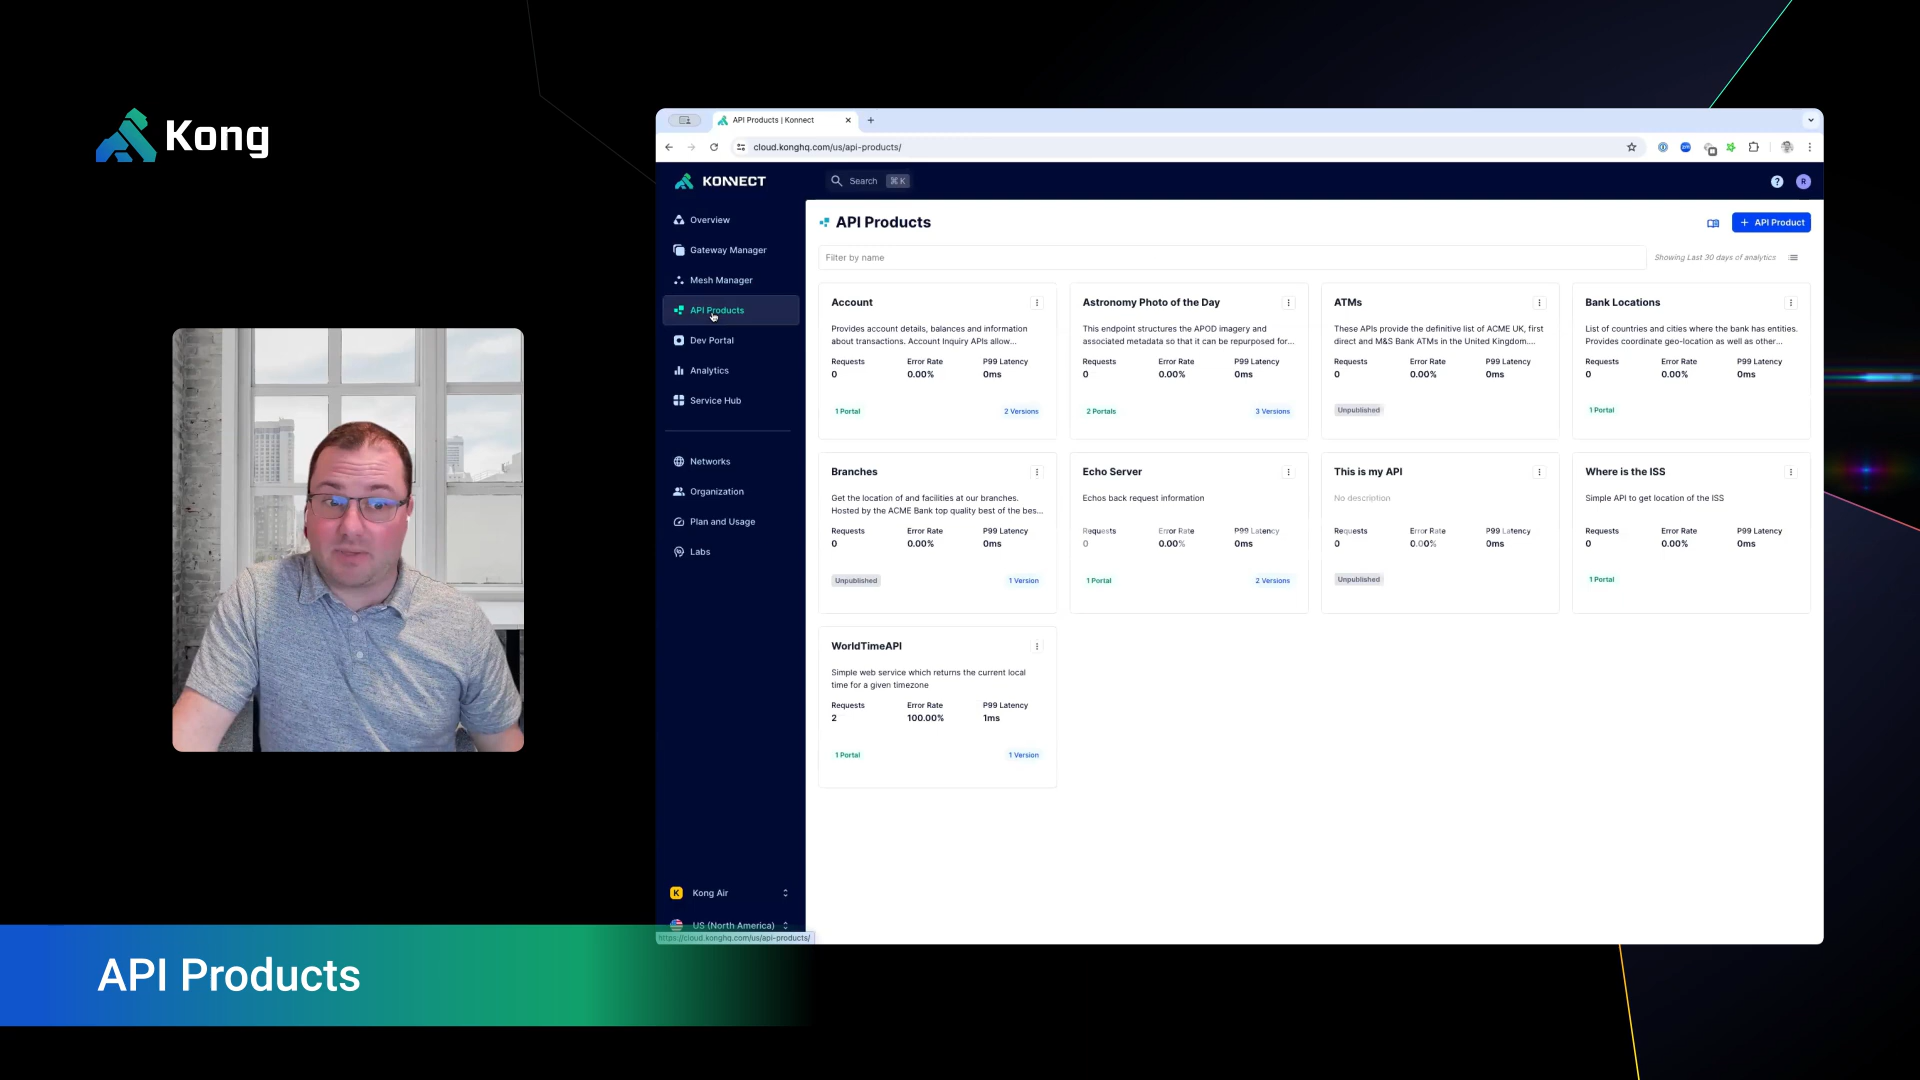 Kong
API Products | Konnect
cloud.konghq.com/us/api-products/
KONNECT
Search ⌘ K
R
Overview
Gateway Manager
Mesh Manager
API Products
Dev Portal
Analytics
Service Hub
Networks
Organization
Plan and Usage
Labs
K Kong Air
US (North America)
https://cloud.konghq.com/us/api-products/
API Products
+ API Product
Filter by name
Showing Last 30 days of analytics
Account
Provides account details, balances and information
about transactions. Account Inquiry APIs allow...
Requests Error Rate P99 Latency
0 0.00% 0ms
1 Portal 2 Versions
Astronomy Photo of the Day
This endpoint structures the APOD imagery and
associated metadata so that it can be repurposed for...
Requests Error Rate P99 Latency
0 0.00% 0ms
2 Portals 3 Versions
ATMs
These APIs provide the definitive list of ACME UK, first
direct and M&S Bank ATMs in the United Kingdom....
Requests Error Rate P99 Latency
0 0.00% 0ms
Unpublished
Bank Locations
List of countries and cities where the bank has entities.
Provides coordinate geo-location as well as other...
Requests Error Rate P99 Latency
0 0.00% 0ms
1 Portal
Branches
Get the location of and facilities at our branches.
Hosted by the ACME Bank top quality best of the bes...
Requests Error Rate P99 Latency
0 0.00% 0ms
Unpublished 1 Version
Echo Server
Echos back request information
Requests Error Rate P99 Latency
0 0.00% 0ms
1 Portal 2 Versions
This is my API
No description
Requests Error Rate P99 Latency
0 0.00% 0ms
Unpublished
Where is the ISS
Simple API to get location of the ISS
Requests Error Rate P99 Latency
0 0.00% 0ms
1 Portal
WorldTimeAPI
Simple web service which returns the current local
time for a given timezone
Requests Error Rate P99 Latency
2 100.00% 1ms
1 Portal 1 Version
API Products